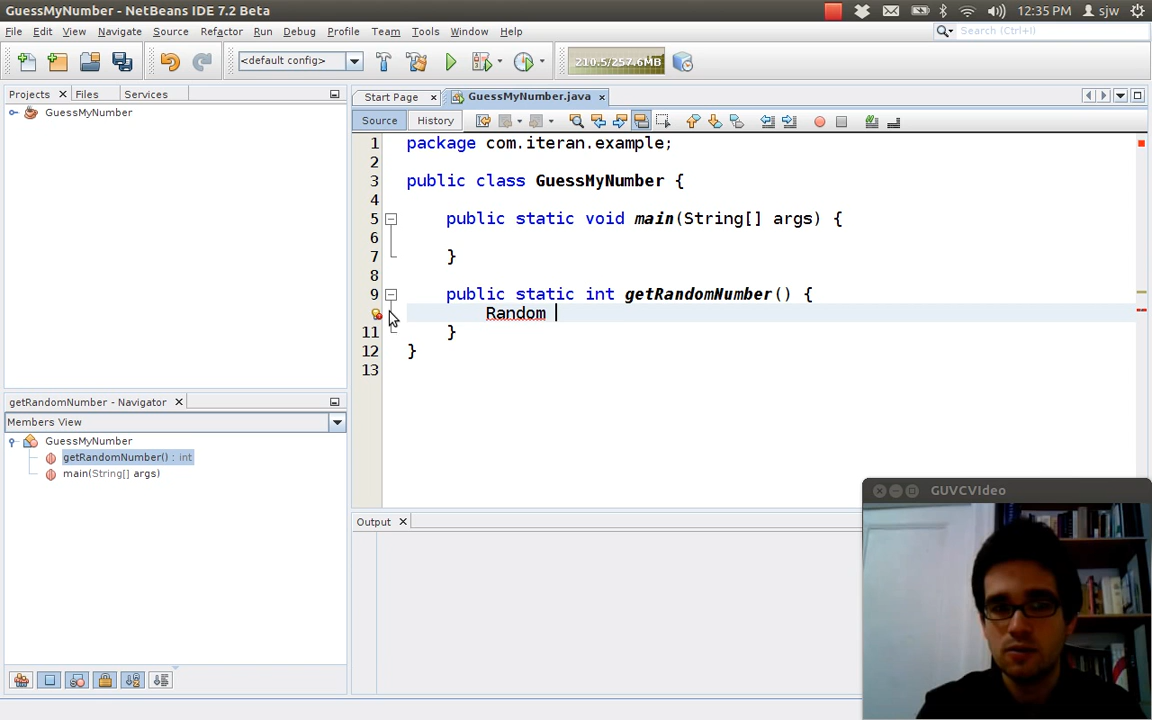 GuessMyNumber - NetBeans IDE 7.2 Beta
12:35 PM
sjw
File Edit View Navigate Source Refactor Run Debug Profile Team Tools Window Help
Search (Ctrl+I)
<default config>
210.5/257.6MB
Projects
Files
Services
GuessMyNumber
Start Page
GuessMyNumber.java
Source
History
1 package com.iteran.example;
2
3 public class GuessMyNumber {
4
5 public static void main(String[] args) {
6
7 }
8
9 public static int getRandomNumber() {
Random
11 }
12 }
13
getRandomNumber - Navigator
Members View
GuessMyNumber
getRandomNumber() : int
main(String[] args)
Output
GUVCVIdeo